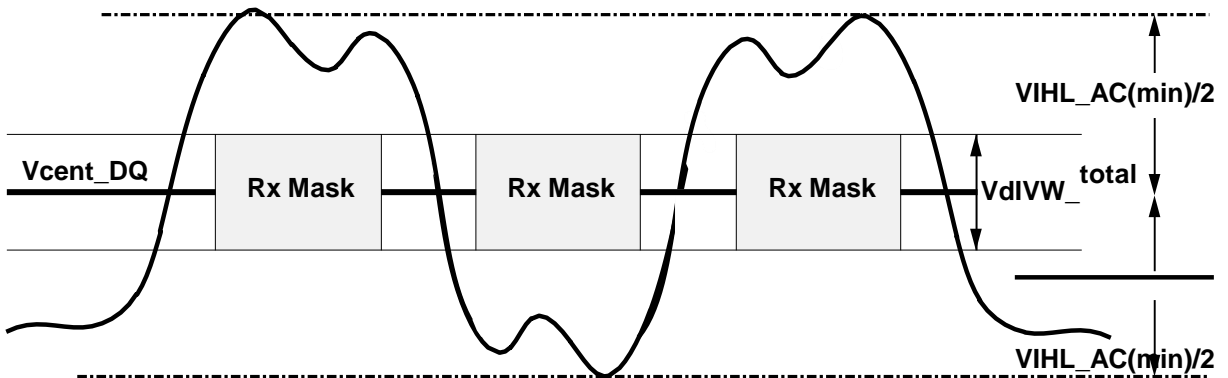 VIHL_AC(min)/2
Vcent_DQ
Rx Mask
Rx Mask
Rx Mask
VdIVW_total
VIHL_AC(min)/2